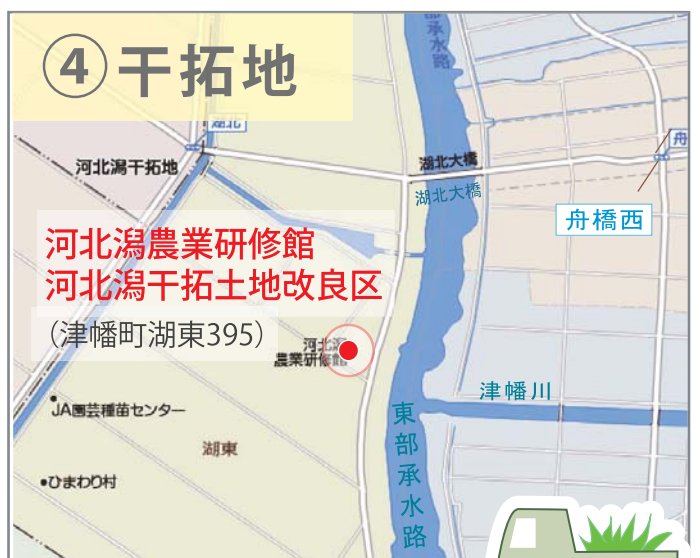 ④干拓地
部承水路
湖北
舟
河北潟干拓地
湖北大橋
湖北大橋
舟橋西
河北潟農業研修館
河北潟干拓土地改良区
（津幡町湖東395）
河北潟
農業研修館
津幡川
JA園芸種苗センター
東部承水路
湖東
ひまわり村